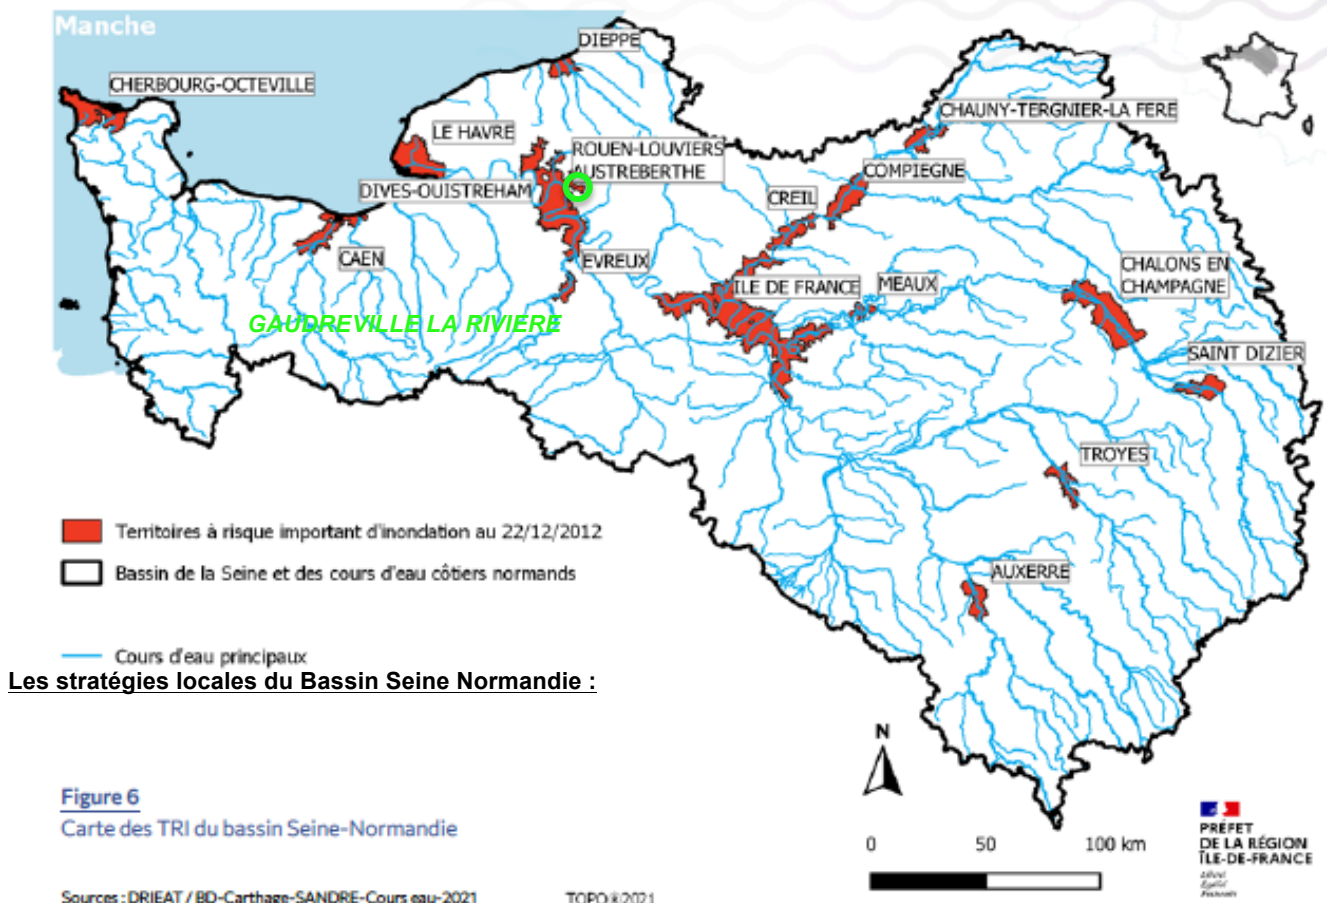 Manche
DIEPPE
CHERBOURG-OCTEVILLE
CHAUNY-TERGNIER-LA FERE
LE HAVRE
ROUEN-LOUVIERS
AUSTREBERTHE
COMPIEGNE
DIVES-OUISTREHAM
CREIL
CAEN
EVREUX
ILE DE FRANCE
MEAUX
CHALONS EN
CHAMPAGNE
GAUDREVILLE LA RIVIERE
SAINT DIZIER
TROYES
Territoires à risque important d'inondation au 22/12/2012
Bassin de la Seine et des cours d'eau côtiers normands
AUXERRE
Cours d'eau principaux
Les stratégies locales du Bassin Seine Normandie :
N
Figure 6
Carte des TRI du bassin Seine-Normandie
0 50 100 km
PRÉFET
DE LA RÉGION
ÎLE-DE-FRANCE
Sources : DRIEAT / BD-Carthage-SANDRE-Cours eau-2021 TOPO®2021